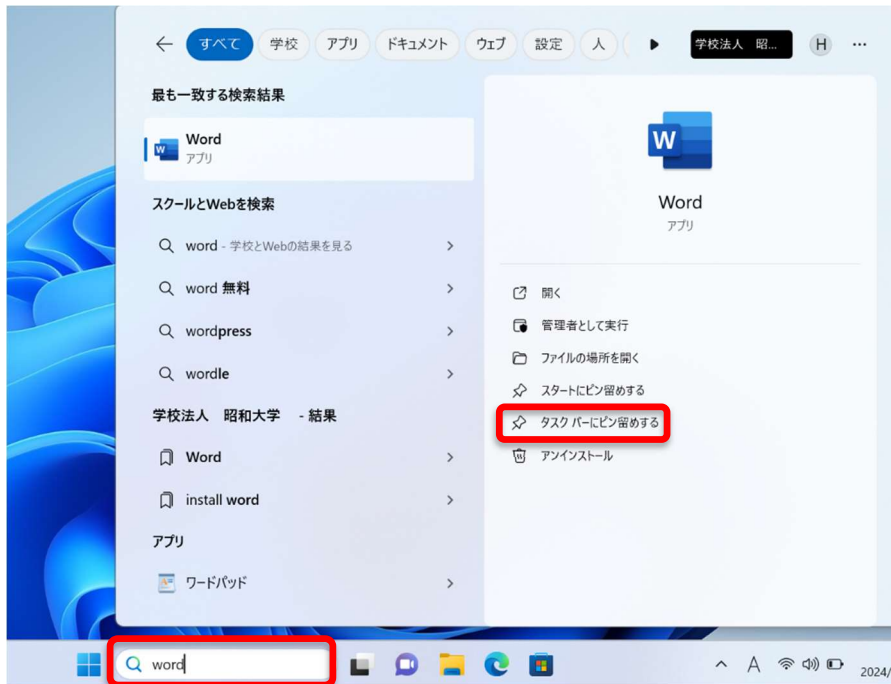 すべて 学校 アプリ ドキュメント ウェブ 設定 人 学校法人 昭... H ...
最も一致する検索結果
Word
アプリ
スクールとWebを検索
word - 学校とWebの結果を見る
word 無料
wordpress
wordle
学校法人 昭和大学 - 結果
Word
install word
アプリ
ワードパッド
W
Word
アプリ
開く
管理者として実行
ファイルの場所を開く
スタートにピン留めする
タスク バーにピン留めする
アンインストール
word A
2024/